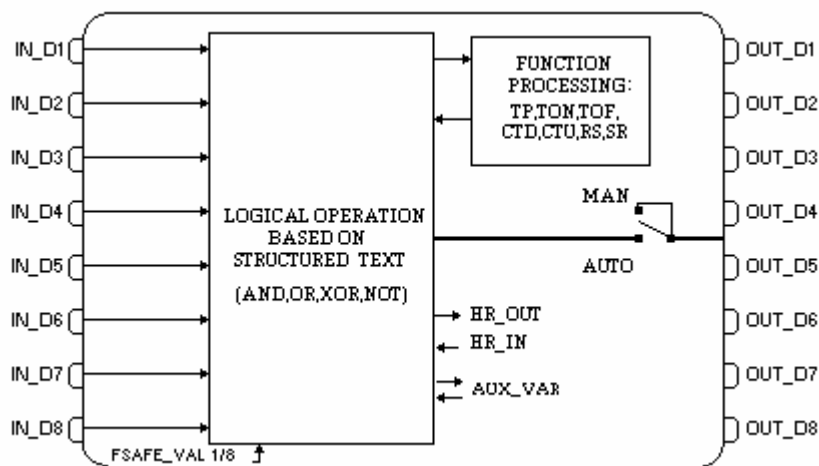 IN_D1
IN_D2
IN_D3
IN_D4
IN_D5
IN_D6
IN_D7
IN_D8
FSAFE_VAL 1/8
LOGICAL OPERATION
BASED ON
STRUCTURED TEXT
(AND,OR,XOR,NOT)
FUNCTION
PROCESSING:
TP,TON,TOF,
CTD,CTU,RS,SR
MAN
AUTO
HR_OUT
HR_IN
AUX_VAR
OUT_D1
OUT_D2
OUT_D3
OUT_D4
OUT_D5
OUT_D6
OUT_D7
OUT_D8